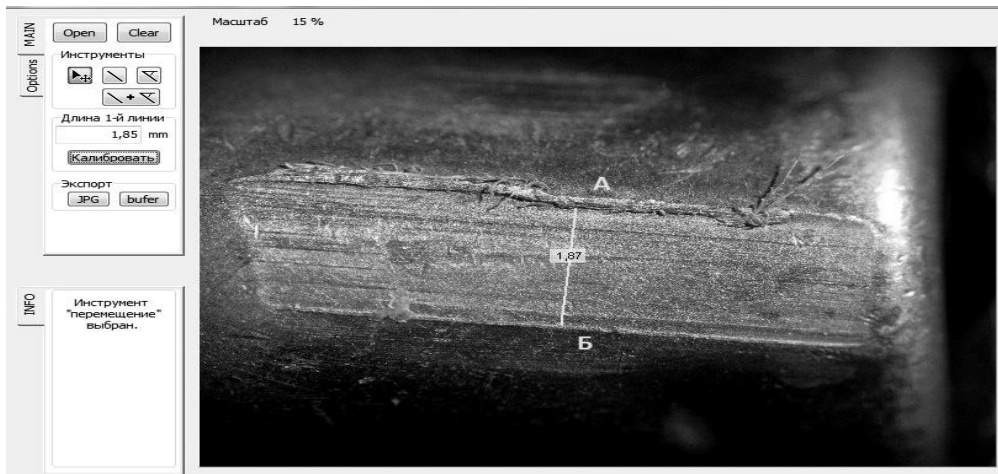 MAIN
Options
Open
Clear
Инструменты
Длина 1-й линии
1,85 mm
Калибровать
Экспорт
JPG
bufer
INFO
Инструмент
"перемещение"
выбран.
Масштаб 15 %
А
1,87
Б